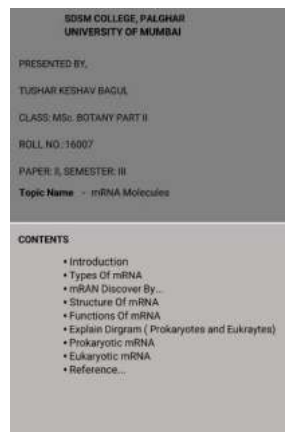 SDSM COLLEGE, PALGHAR
UNIVERSITY OF MUMBAI
PRESENTED BY,
TUSHAR KESHAV BAGUL
CLASS: MSc. BOTANY PART II
ROLL NO.:16007
PAPER: II, SEMESTER: III
Topic Name - mRNA Molecules
CONTENTS
• Introduction
• Types Of mRNA
• mRAN Discover By...
• Structure Of mRNA
• Functions Of mRNA
• Explain Dirgram ( Prokaryotes and Eukraytes)
• Prokaryotic mRNA
• Eukaryotic mRNA
• Reference...